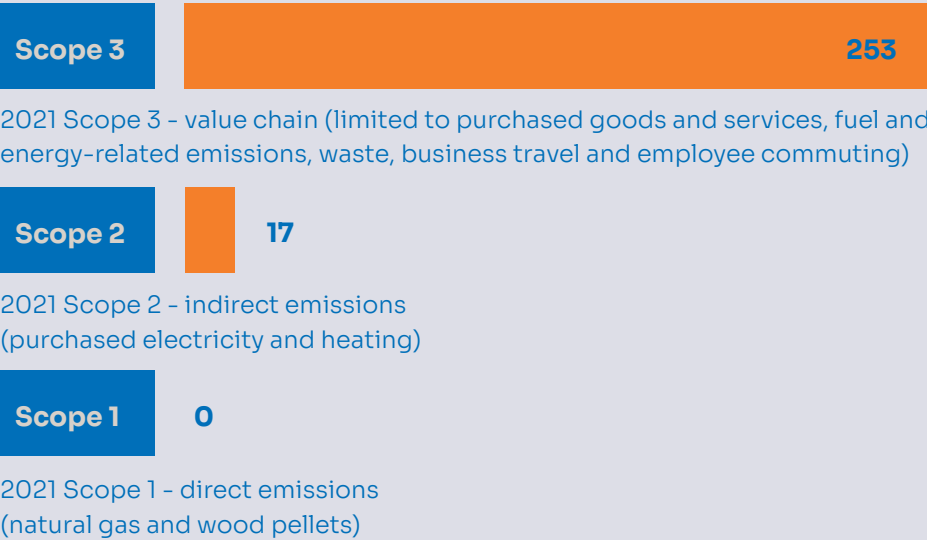 Scope 3
253
2021 Scope 3 - value chain (limited to purchased goods and services, fuel and
energy-related emissions, waste, business travel and employee commuting)
Scope 2
17
2021 Scope 2 - indirect emissions
(purchased electricity and heating)
Scope 1
0
2021 Scope 1 - direct emissions
(natural gas and wood pellets)